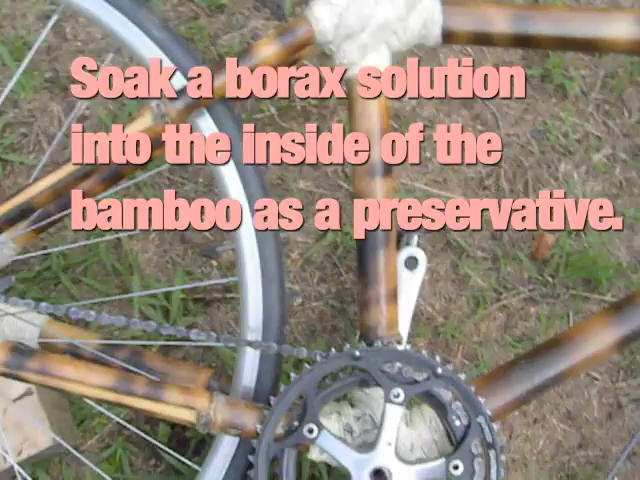 Soak a borax solution
into the inside of the
bamboo as a preservative.